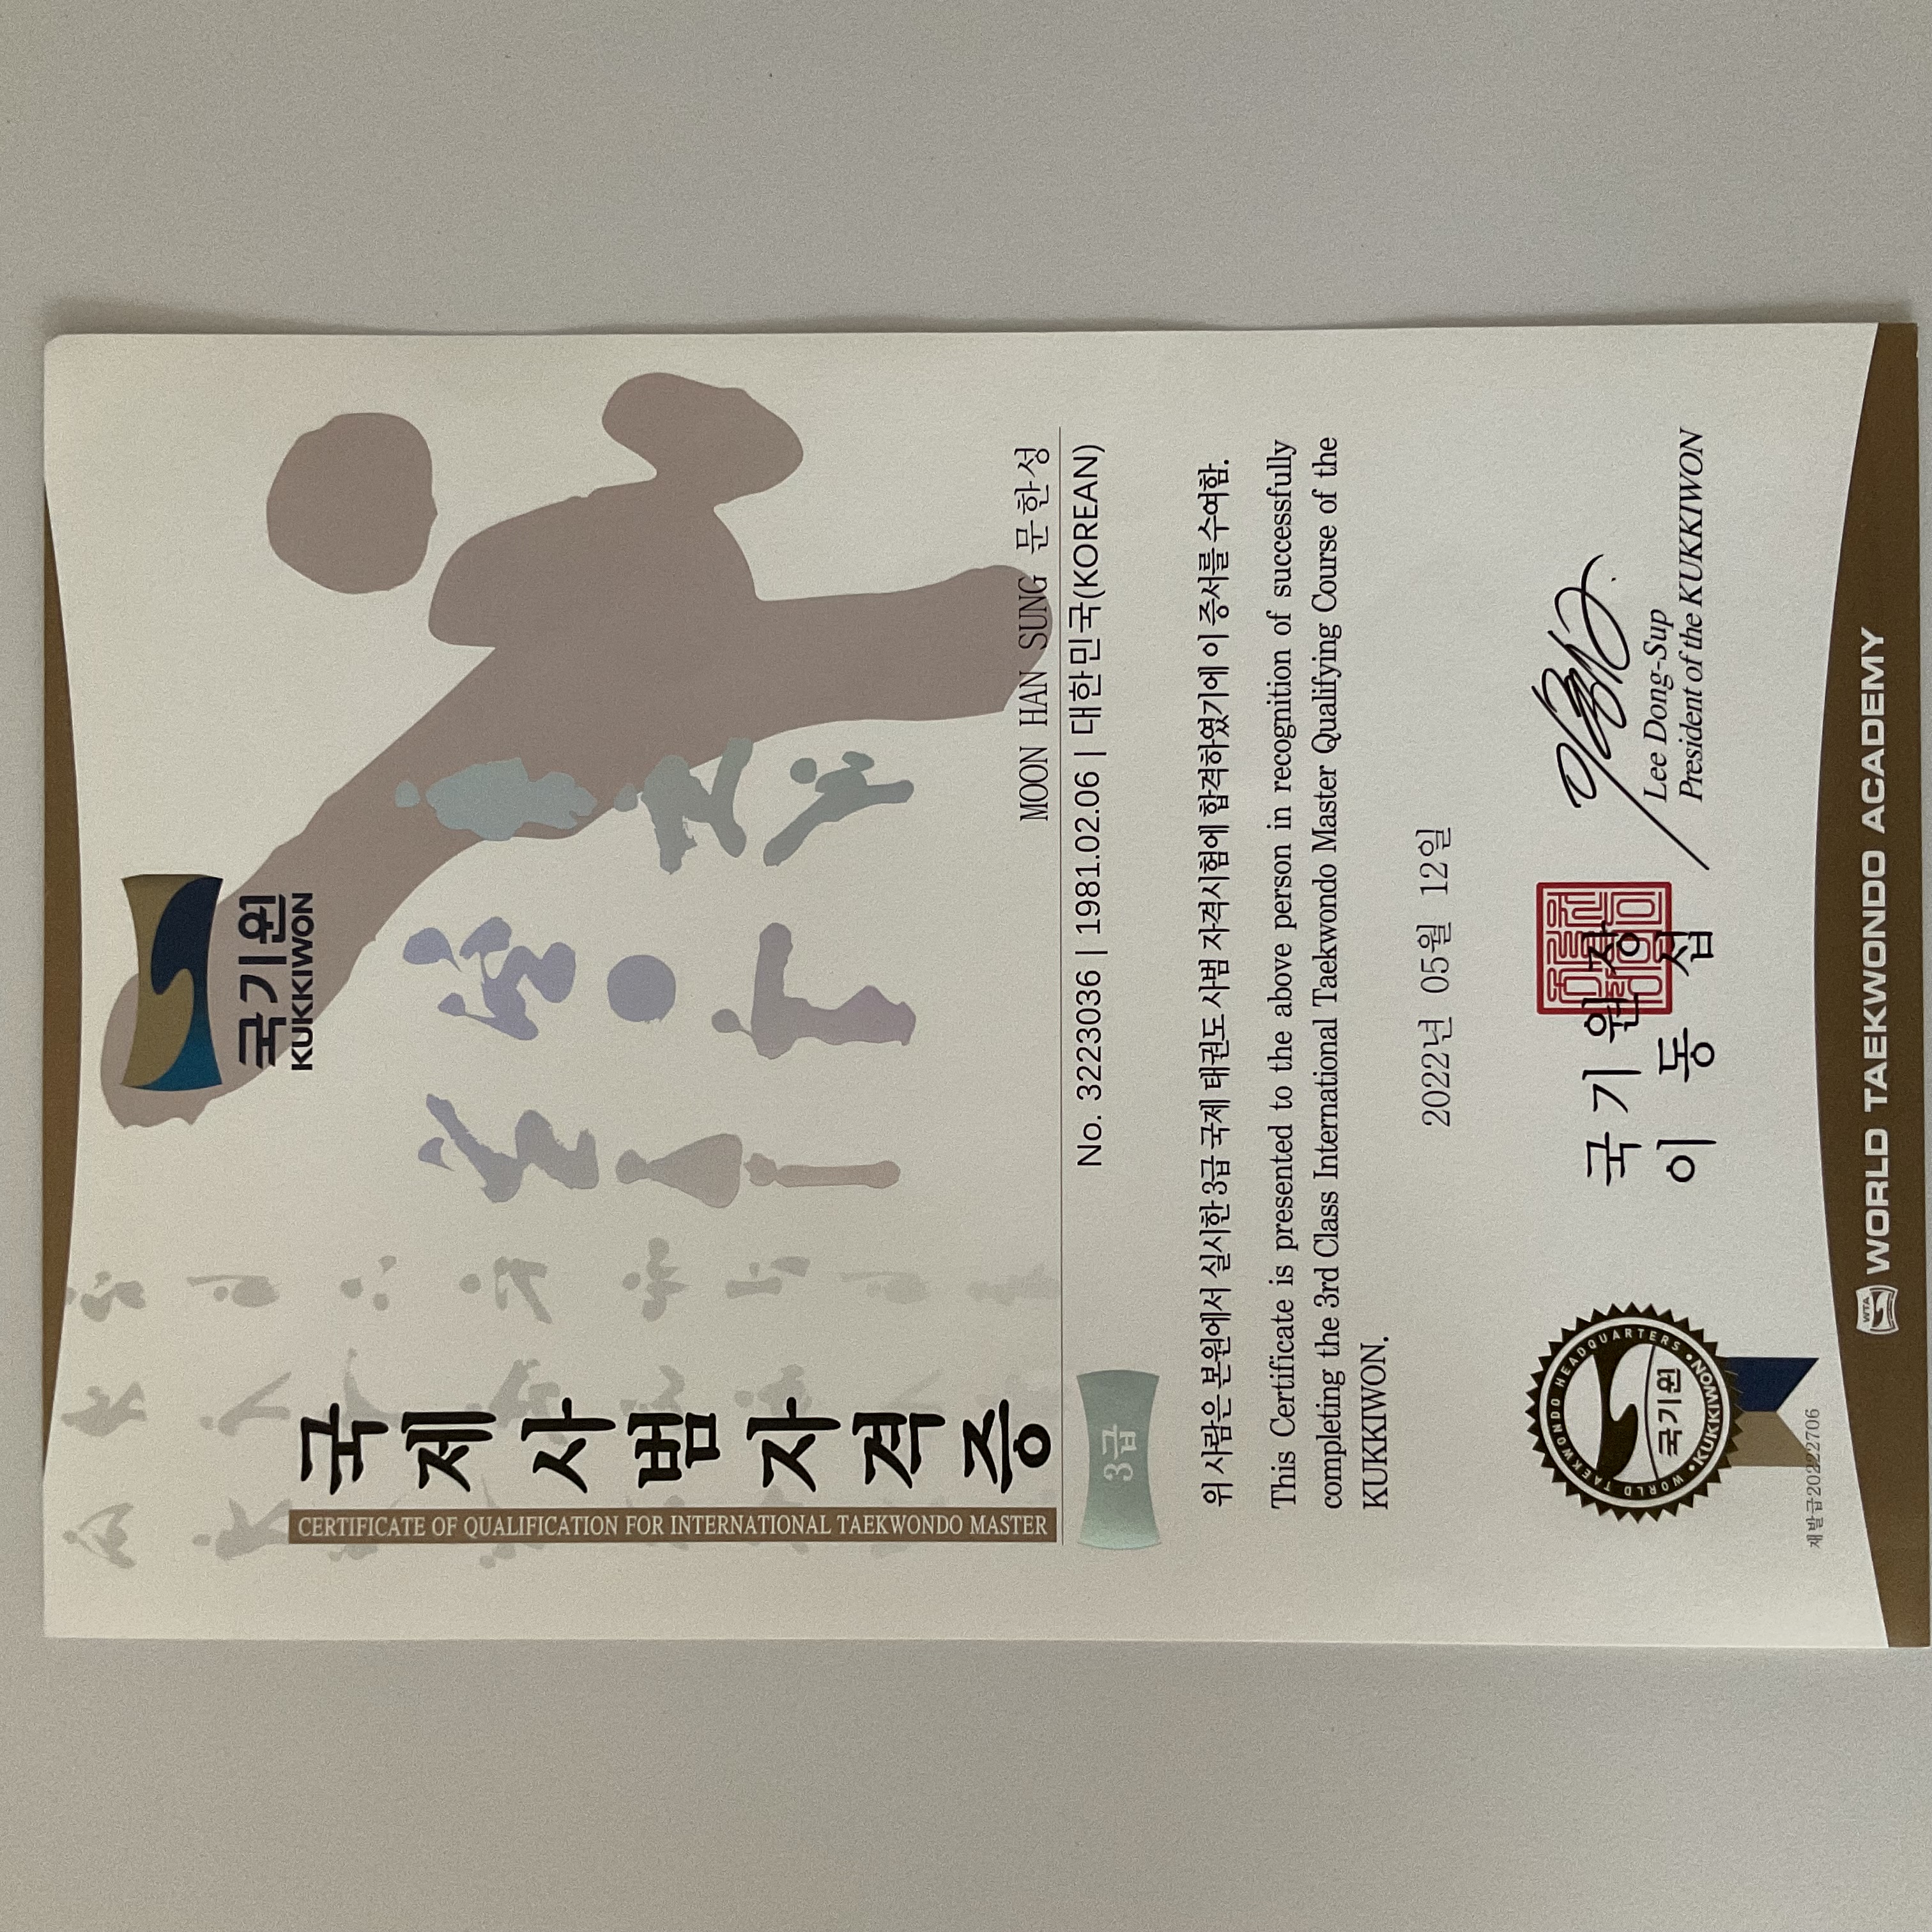 국기원
KUKKIWON
국제사범자격증
CERTIFICATE OF QUALIFICATION FOR INTERNATIONAL TAEKWONDO MASTER
MOON HAN SUNG 문한성
3급
No. 3223036 | 1981.02.06 | 대한민국(KOREAN)
위 사람은 본원에서 실시한 3급 국제 태권도 사범 자격시험에 합격하였기에 이 증서를 수여함.
This Certificate is presented to the above person in recognition of successfully
completing the 3rd Class International Taekwondo Master Qualifying Course of the
KUKKIWON.
2022년 05월 12일
WORLD TAEKWONDO HEADQUARTERS
국기원
KUKKIWON
국기원장
이동섭
Lee Dong-Sup
President of the KUKKIWON
재발급202222706
WTA
WORLD TAEKWONDO ACADEMY